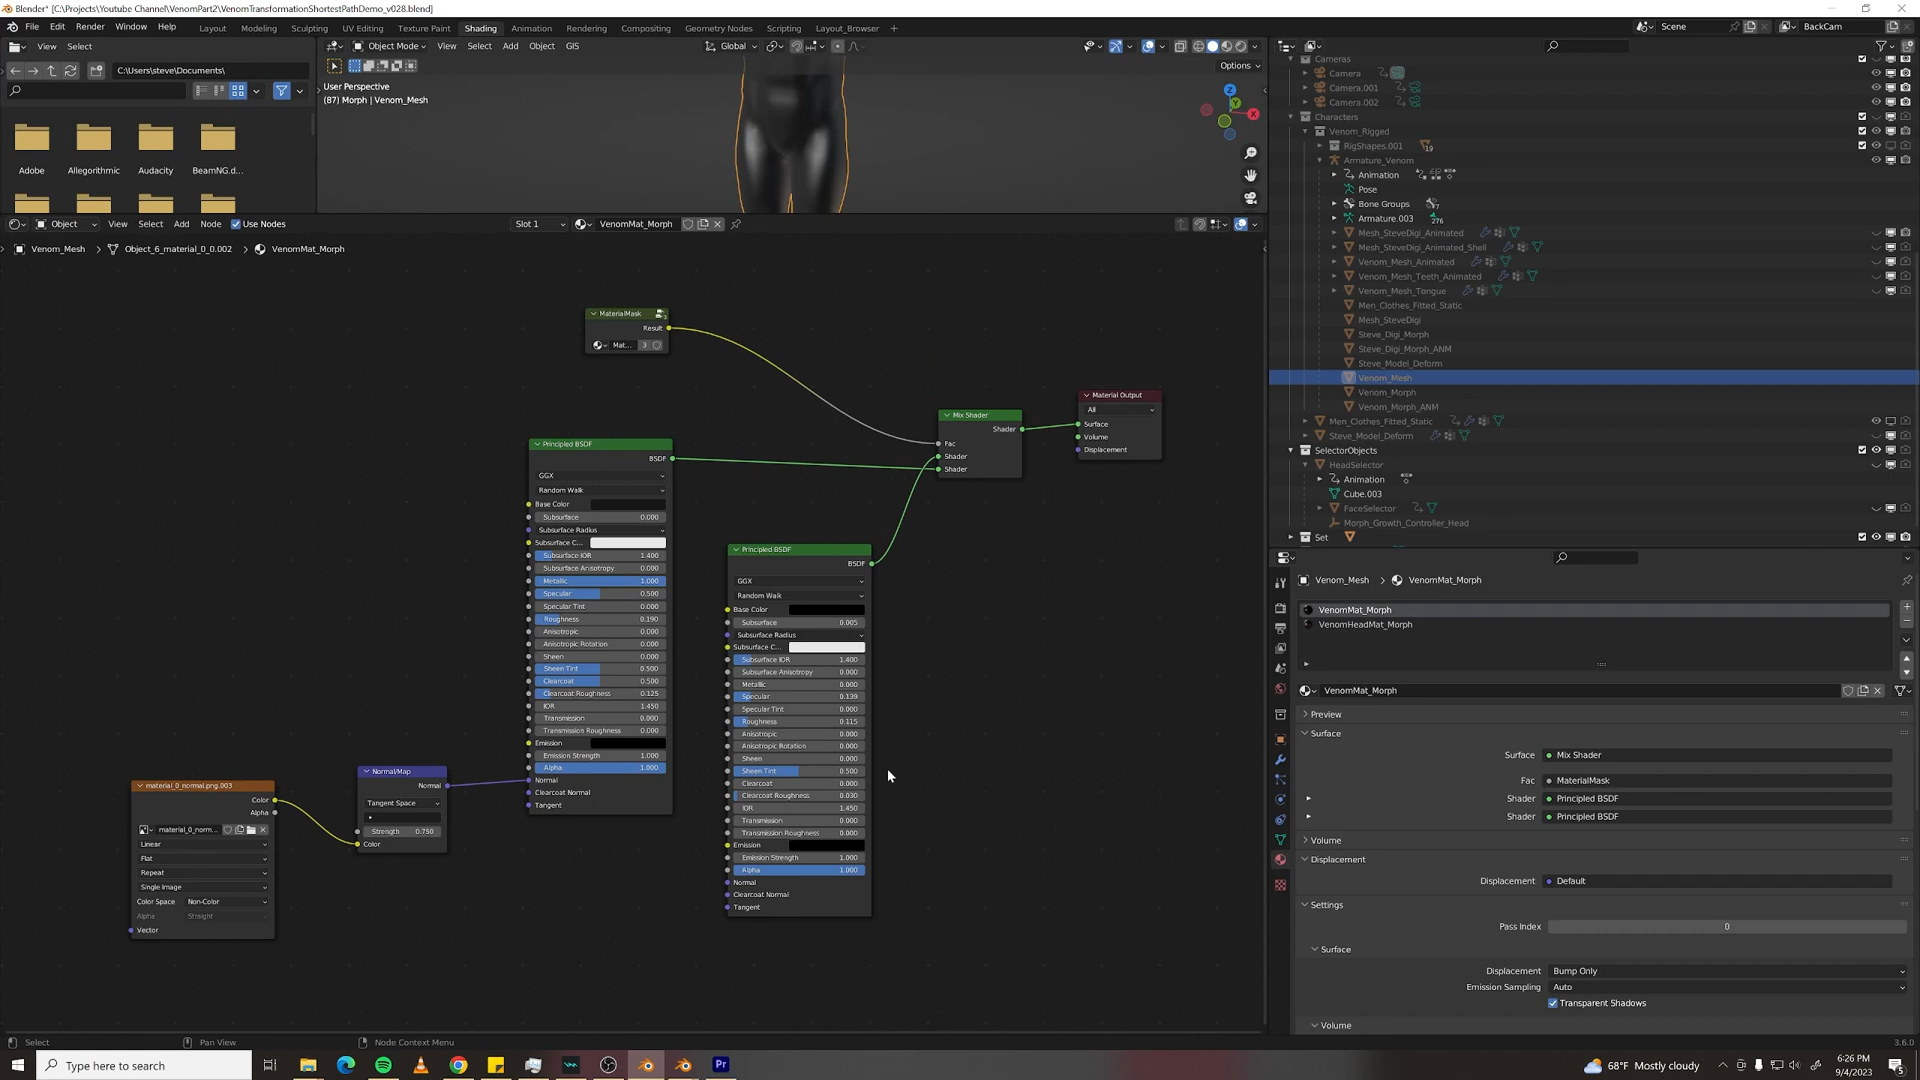 Blender* [C:\Projects\Youtube Channel\VenomPart2\VenomTransformationShortestPathDemo_v028.blend]
File Edit Render Window Help
Layout Modeling Sculpting UV Editing Texture Paint Shading Animation Rendering Compositing Geometry Nodes Scripting Layout_Browser +
Scene
BackCam
View Select
C:\Users\steve\Documents\
Adobe Allegorithmic Audacity BeamNG.d...
Object Mode View Select Add Object GIS
Global
Options
User Perspective
(87) Morph | Venom_Mesh
Z Y X
Object View Select Add Node Use Nodes
Slot 1
VenomMat_Morph
Venom_Mesh > Object_6_material_0_0.002 > VenomMat_Morph
MaterialMask
Result
Mat... 3
Mix Shader
Shader
Fac
Shader
Shader
Material Output
All
Surface
Volume
Displacement
Principled BSDF
BSDF
GGX
Random Walk
Base Color
Subsurface 0.000
Subsurface Radius
Subsurface C...
Subsurface IOR 1.400
Subsurface Anisotropy 0.000
Metallic 1.000
Specular 0.500
Specular Tint 0.000
Roughness 0.190
Anisotropic 0.000
Anisotropic Rotation 0.000
Sheen 0.000
Sheen Tint 0.500
Clearcoat 0.500
Clearcoat Roughness 0.125
IOR 1.450
Transmission 0.000
Transmission Roughness 0.000
Emission
Emission Strength 1.000
Alpha 1.000
Normal
Clearcoat Normal
Tangent
Principled BSDF
BSDF
GGX
Random Walk
Base Color
Subsurface 0.005
Subsurface Radius
Subsurface C...
Subsurface IOR 1.400
Subsurface Anisotropy 0.000
Metallic 0.000
Specular 0.139
Specular Tint 0.000
Roughness 0.115
Anisotropic 0.000
Anisotropic Rotation 0.000
Sheen 0.000
Sheen Tint 0.500
Clearcoat 0.000
Clearcoat Roughness 0.030
IOR 1.450
Transmission 0.000
Transmission Roughness 0.000
Emission
Emission Strength 1.000
Alpha 1.000
Normal
Clearcoat Normal
Tangent
Normal/Map
Normal
Tangent Space
Strength 0.750
Color
material_0_normal.png.003
Color
Alpha
material_0_norm...
Linear
Flat
Repeat
Single Image
Color Space Non-Color
Alpha Straight
Vector
Cameras
Camera
Camera.001
Camera.002
Characters
Venom_Rigged
RigShapes.001 19
Armature_Venom
Animation
Pose
Bone Groups 7
Armature.003 276
Mesh_SteveDigi_Animated
Mesh_SteveDigi_Animated_Shell
Venom_Mesh_Animated
Venom_Mesh_Teeth_Animated
Venom_Mesh_Tongue
Men_Clothes_Fitted_Static
Mesh_SteveDigi
Steve_Digi_Morph
Steve_Digi_Morph_ANM
Steve_Model_Deform
Venom_Mesh
Venom_Morph
Venom_Morph_ANM
Men_Clothes_Fitted_Static
Steve_Model_Deform
SelectorObjects
HeadSelector
Animation
Cube.003
FaceSelector
Morph_Growth_Controller_Head
Set
Venom_Mesh > VenomMat_Morph
VenomMat_Morph
VenomHeadMat_Morph
VenomMat_Morph
Preview
Surface
Surface Mix Shader
Fac MaterialMask
Shader Principled BSDF
Shader Principled BSDF
Volume
Displacement
Displacement Default
Settings
Pass Index 0
Surface
Displacement Bump Only
Emission Sampling Auto
Transparent Shadows
Volume
Select
Pan View
Node Context Menu
3.6.0
Type here to search
Pr
68°F Mostly cloudy
6:26 PM
9/4/2023
5